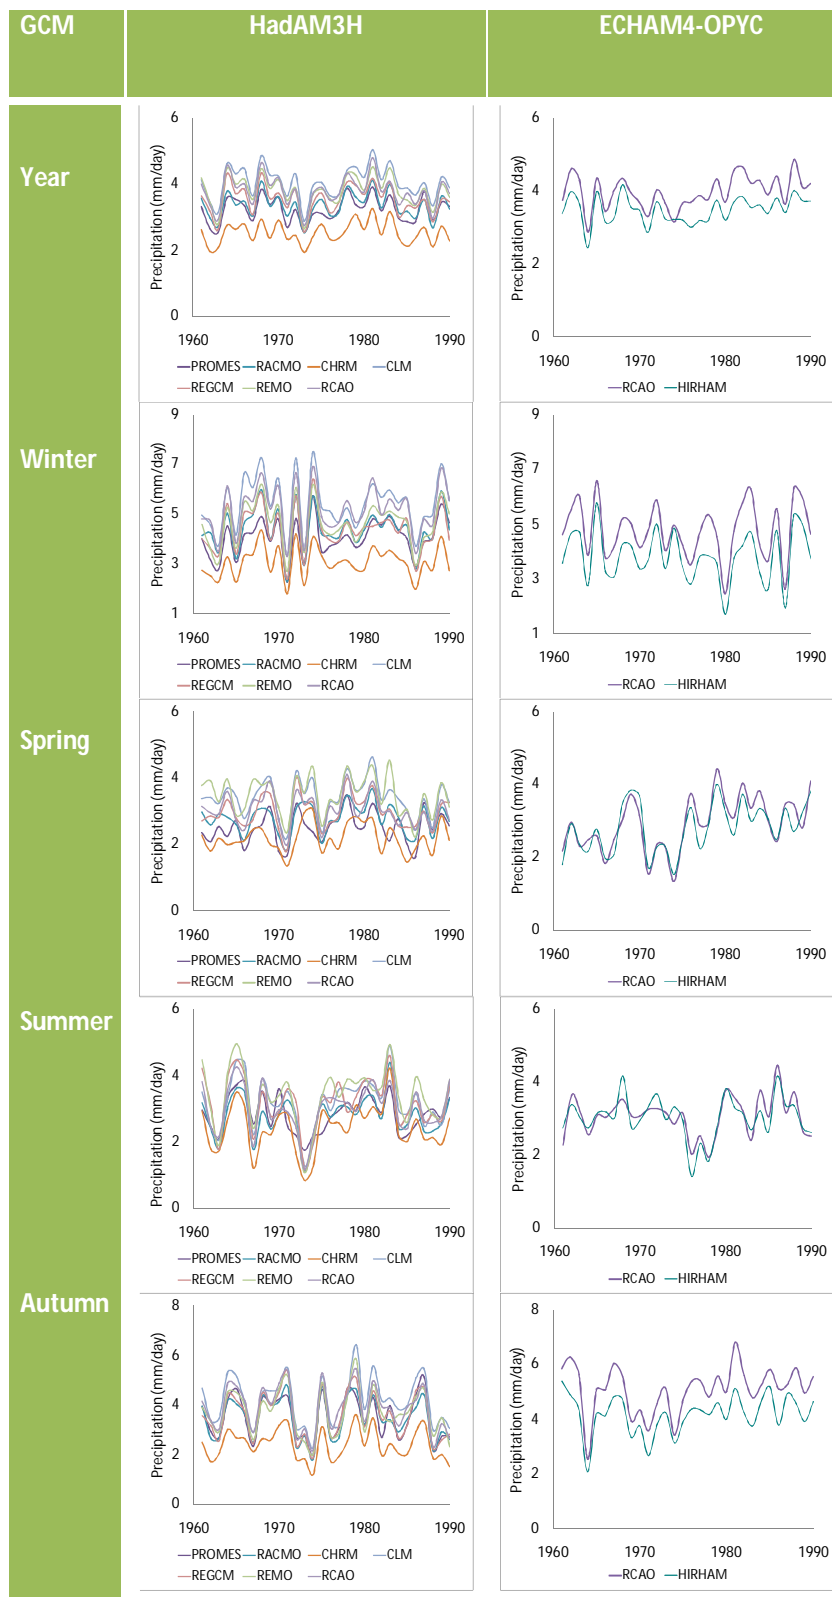 GCM HadAM3H ECHAM4-OPYC
Year
Precipitation (mm/day)
6
4
2
0
1960 1970 1980 1990
PROMES RACMO CHRM CLM
REGCM REMO RCAO
Precipitation (mm/day)
6
4
2
0
1960 1970 1980 1990
RCAO HIRHAM
Winter
Precipitation (mm/day)
9
7
5
3
1
1960 1970 1980 1990
PROMES RACMO CHRM CLM
REGCM REMO RCAO
Precipitation (mm/day)
9
7
5
3
1
1960 1970 1980 1990
RCAO HIRHAM
Spring
Precipitation (mm/day)
6
4
2
0
1960 1970 1980 1990
PROMES RACMO CHRM CLM
REGCM REMO RCAO
Precipitation (mm/day)
6
4
2
0
1960 1970 1980 1990
RCAO HIRHAM
Summer
Precipitation (mm/day)
6
4
2
0
1960 1970 1980 1990
PROMES RACMO CHRM CLM
REGCM REMO RCAO
Precipitation (mm/day)
6
4
2
0
1960 1970 1980 1990
RCAO HIRHAM
Autumn
Precipitation (mm/day)
8
6
4
2
0
1960 1970 1980 1990
PROMES RACMO CHRM CLM
REGCM REMO RCAO
Precipitation (mm/day)
8
6
4
2
0
1960 1970 1980 1990
RCAO HIRHAM